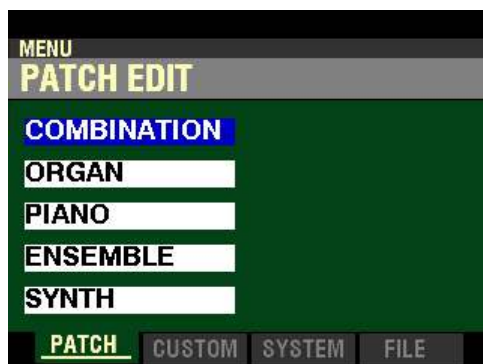 MENU
PATCH EDIT
COMBINATION
ORGAN
PIANO
ENSEMBLE
SYNTH
PATCH CUSTOM SYSTEM FILE